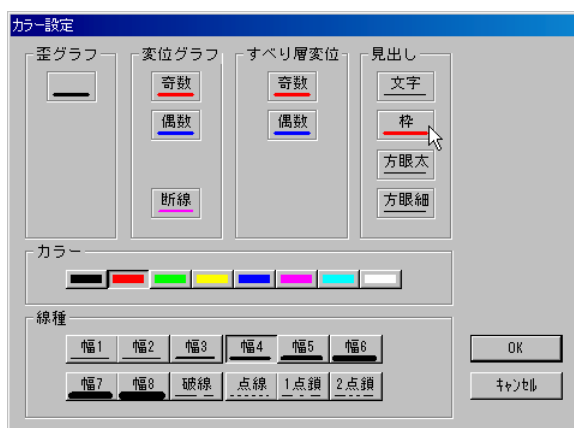 カラー設定
歪グラフ 変位グラフ すべり層変位 見出し
奇数 奇数 文字
偶数 偶数 枠
方眼太
断線 方眼細
カラー
線種
幅1 幅2 幅3 幅4 幅5 幅6
幅7 幅8 破線 点線 1点鎖 2点鎖
OK
キャンセル